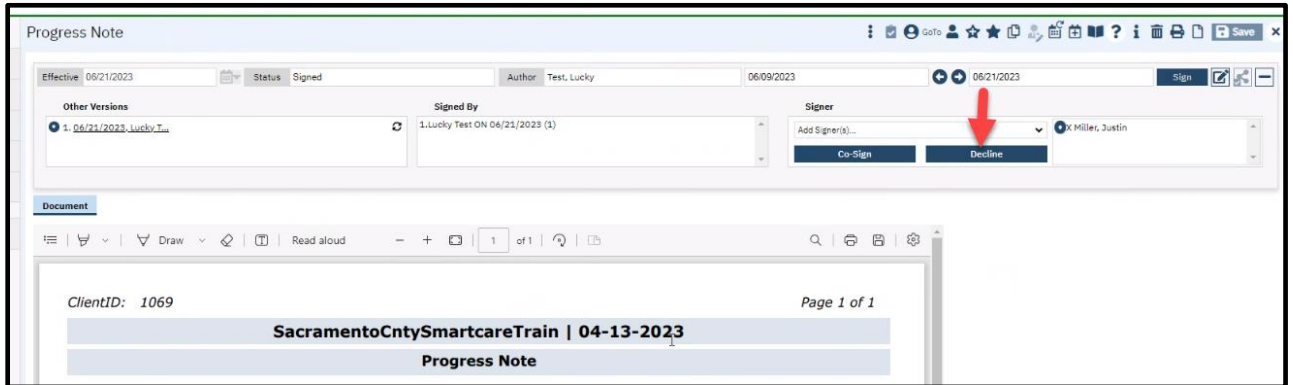 Progress Note GoTo ? i Save x
Effective 06/21/2023 Status Signed Author Test, Lucky 06/09/2023 06/21/2023 Sign
Other Versions Signed By Signer
1. 06/21/2023, Lucky T... 1.Lucky Test ON 06/21/2023 (1) Add Signer(s)... X Miller, Justin
Co-Sign Decline
Document
Draw Read aloud 1 of 1
ClientID: 1069 Page 1 of 1
SacramentoCntySmartcareTrain | 04-13-2023
Progress Note